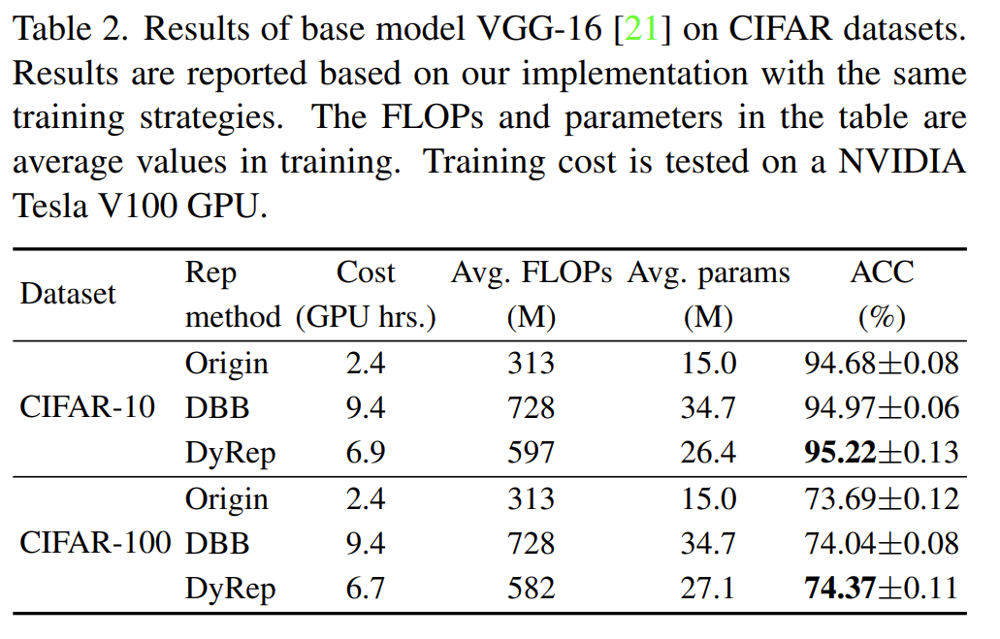 Table 2. Results of base model VGG-16 [21] on CIFAR datasets.
Results are reported based on our implementation with the same
training strategies. The FLOPs and parameters in the table are
average values in training. Training cost is tested on a NVIDIA
Tesla V100 GPU.
Dataset Rep method Cost (GPU hrs.) Avg. FLOPs (M) Avg. params (M) ACC (%)
CIFAR-10 Origin 2.4 313 15.0 94.68±0.08
DBB 9.4 728 34.7 94.97±0.06
DyRep 6.9 597 26.4 95.22±0.13
CIFAR-100 Origin 2.4 313 15.0 73.69±0.12
DBB 9.4 728 34.7 74.04±0.08
DyRep 6.7 582 27.1 74.37±0.11